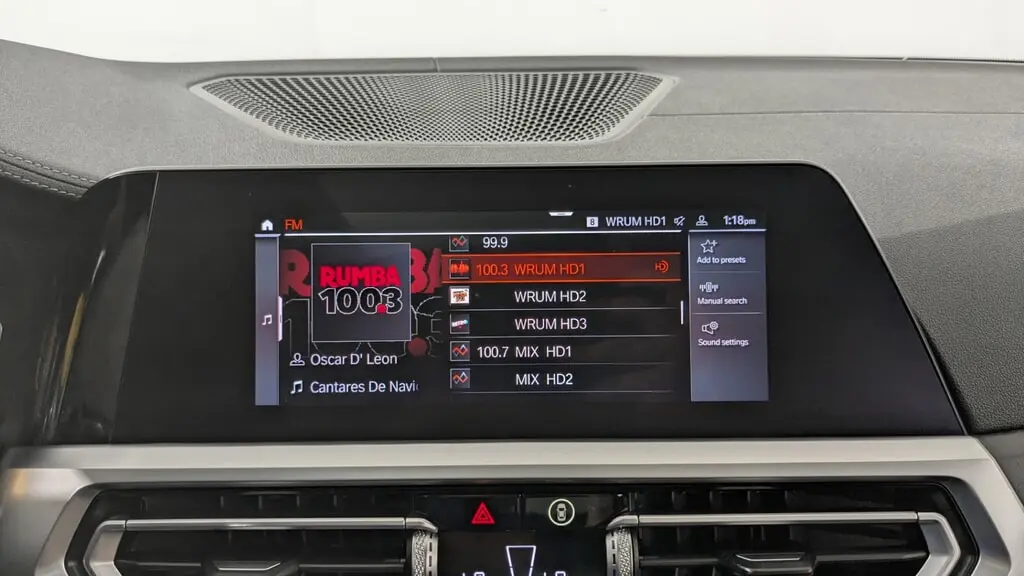 FM
8 WRUM HD1 1:18pm
RUMBA
100.3
Oscar D' Leon
Cantares De Navi
99.9
100.3 WRUM HD1
WRUM HD2
WRUM HD3
100.7 MIX HD1
MIX HD2
Add to presets
Manual search
Sound settings